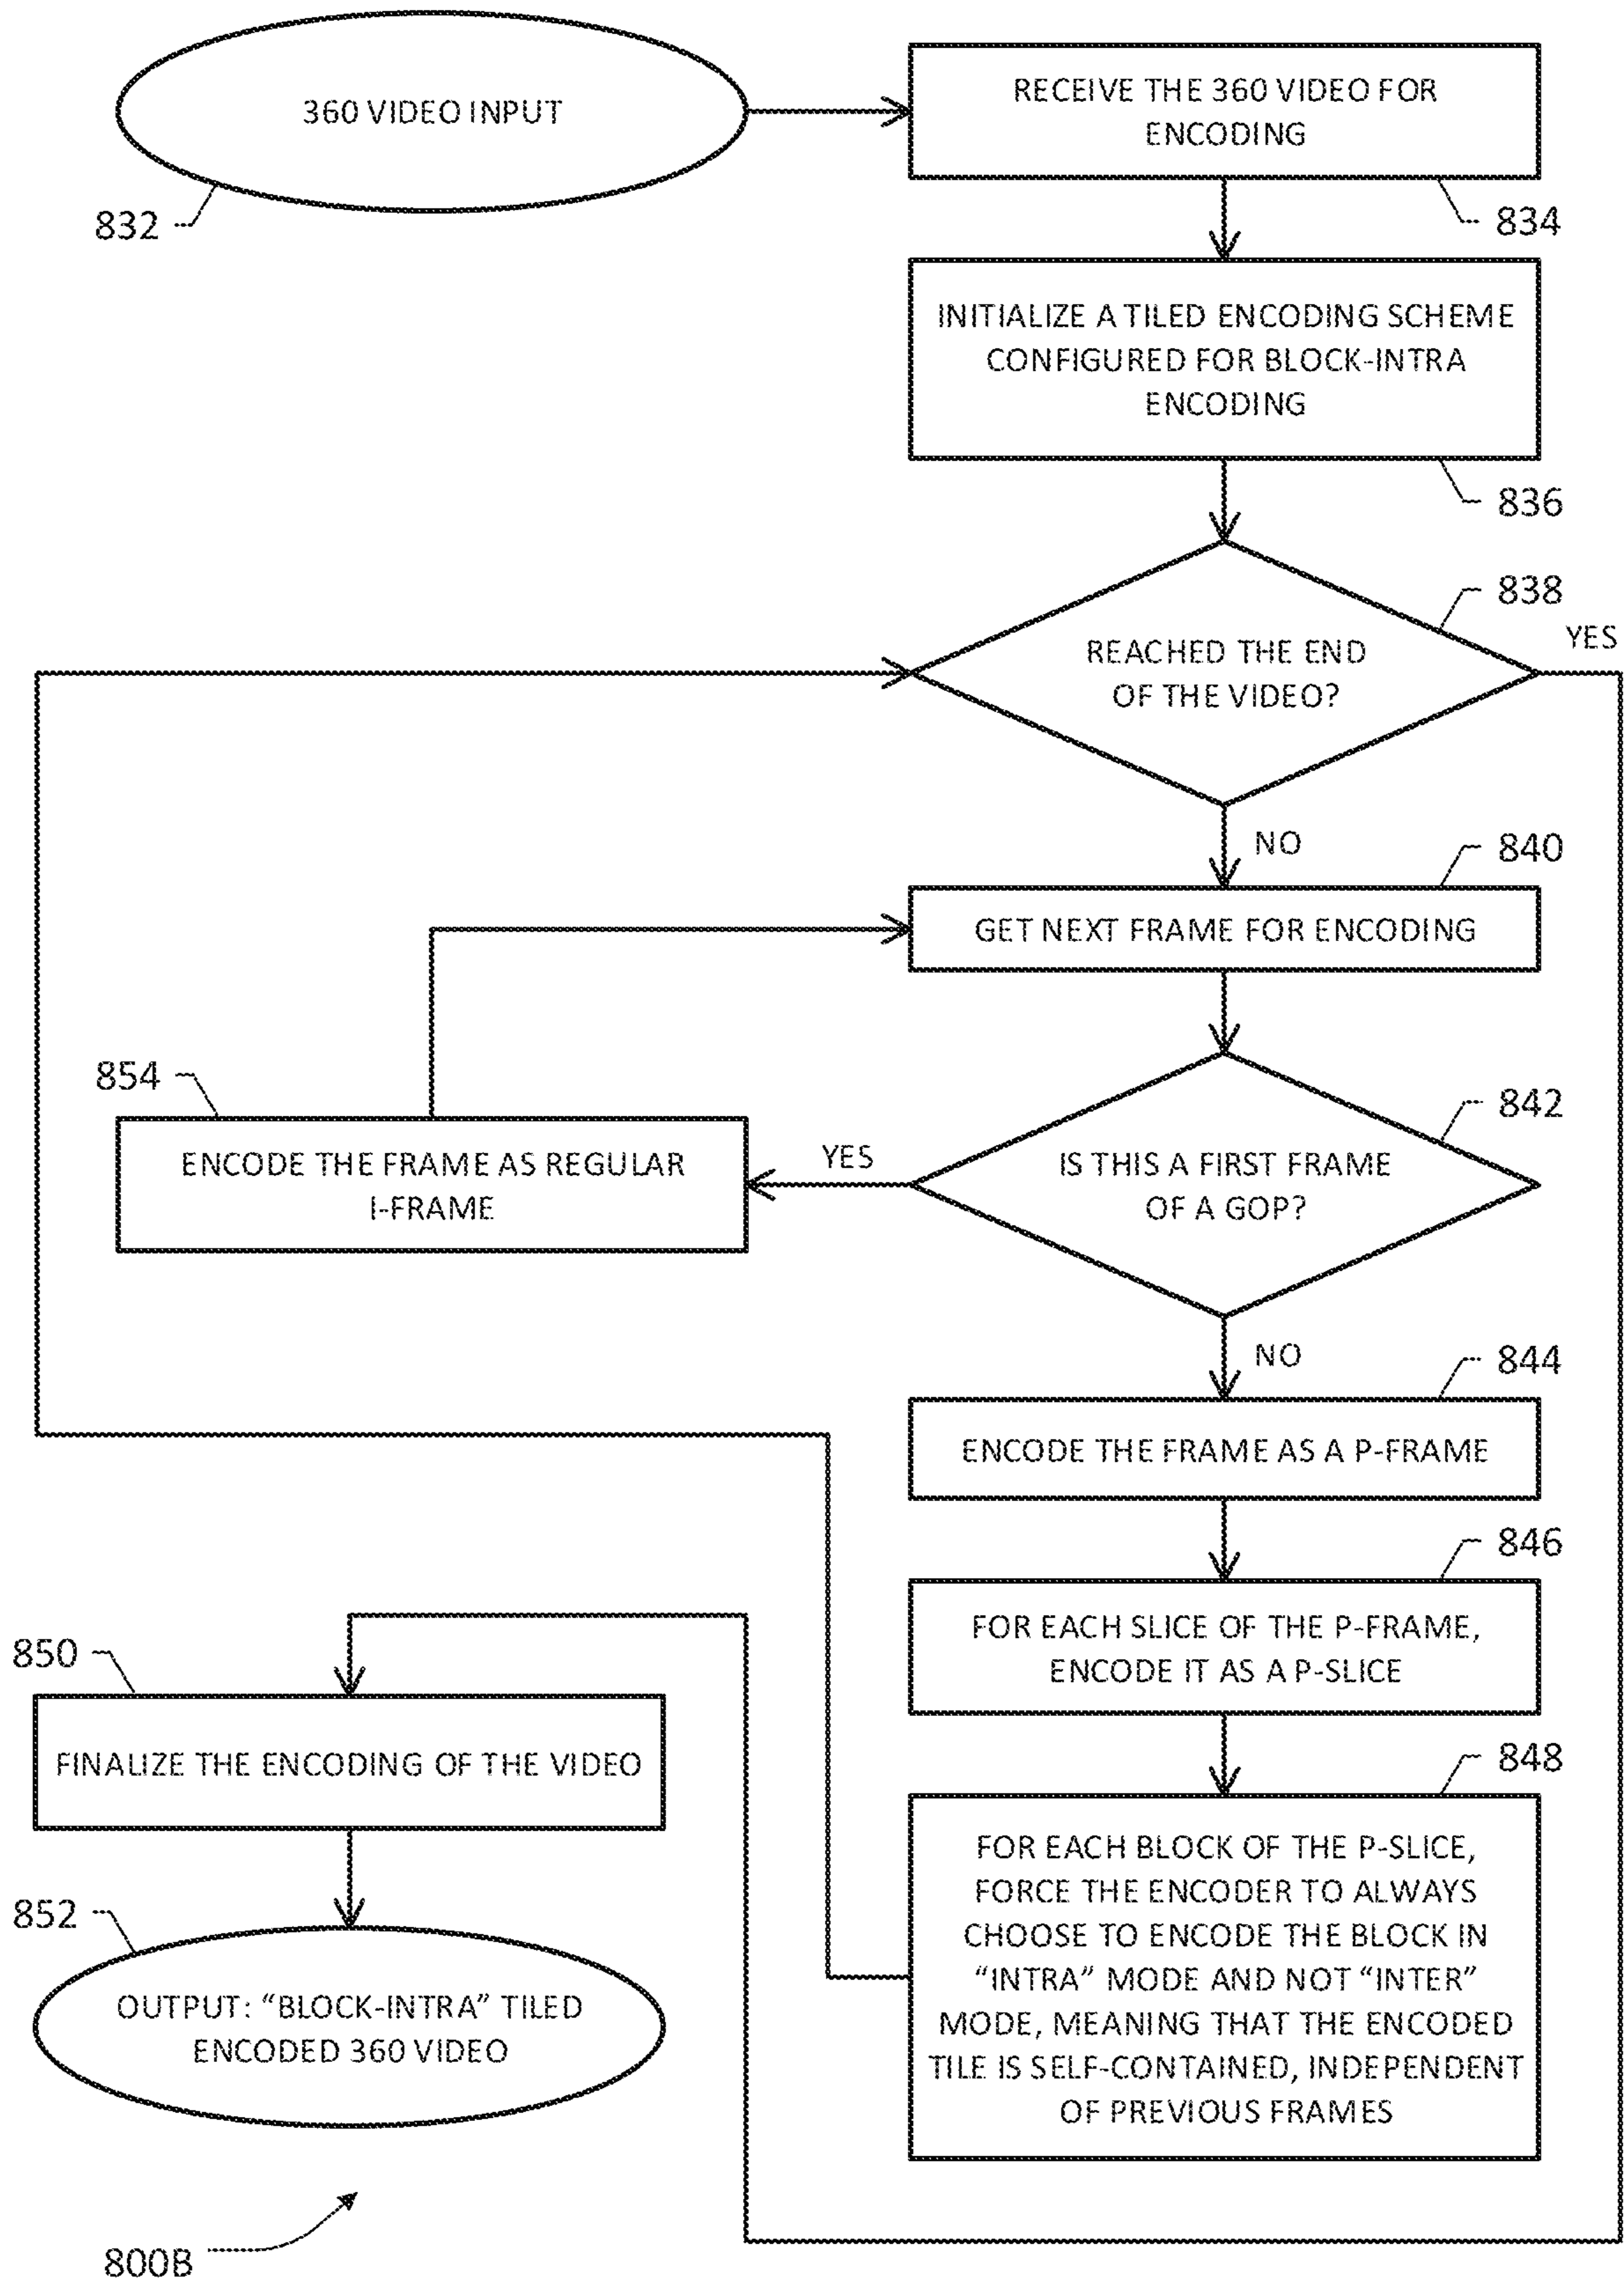 360 VIDEO INPUT
832
RECEIVE THE 360 VIDEO FOR
ENCODING
834
INITIALIZE A TILED ENCODING SCHEME
CONFIGURED FOR BLOCK-INTRA
ENCODING
836
838
YES
REACHED THE END
OF THE VIDEO?
NO
840
GET NEXT FRAME FOR ENCODING
854
ENCODE THE FRAME AS REGULAR
I-FRAME
YES
842
IS THIS A FIRST FRAME
OF A GOP?
NO
844
ENCODE THE FRAME AS A P-FRAME
846
FOR EACH SLICE OF THE P-FRAME,
ENCODE IT AS A P-SLICE
848
FOR EACH BLOCK OF THE P-SLICE,
FORCE THE ENCODER TO ALWAYS
CHOOSE TO ENCODE THE BLOCK IN
“INTRA” MODE AND NOT “INTER”
MODE, MEANING THAT THE ENCODED
TILE IS SELF-CONTAINED, INDEPENDENT
OF PREVIOUS FRAMES
850
FINALIZE THE ENCODING OF THE VIDEO
852
OUTPUT: “BLOCK-INTRA” TILED
ENCODED 360 VIDEO
800B